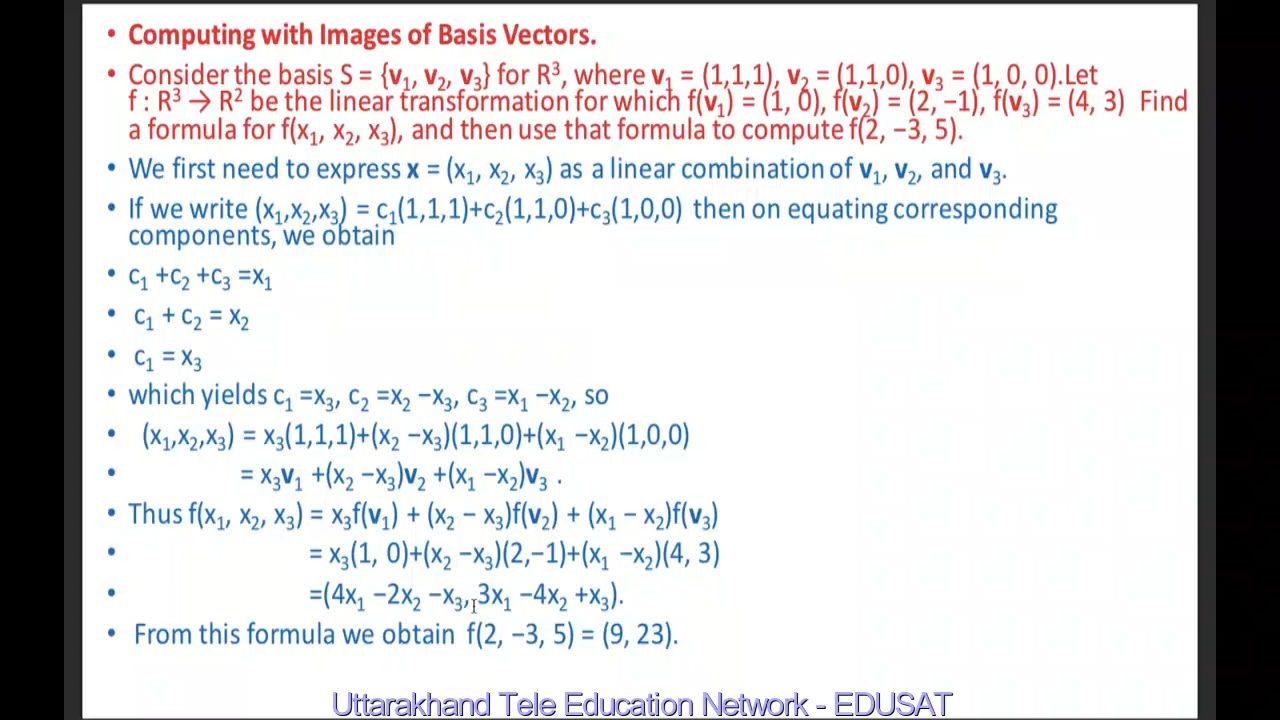 • Computing with Images of Basis Vectors.
• Consider the basis S = {v₁, v₂, v₃} for R³, where v₁ = (1,1,1), v₂ = (1,1,0), v₃ = (1, 0, 0).Let
f : R³ → R² be the linear transformation for which f(v₁) = (1, 0), f(v₂) = (2, −1), f(v₃) = (4, 3) Find
a formula for f(x₁, x₂, x₃), and then use that formula to compute f(2, −3, 5).
• We first need to express x = (x₁, x₂, x₃) as a linear combination of v₁, v₂, and v₃.
• If we write (x₁,x₂,x₃) = c₁(1,1,1)+c₂(1,1,0)+c₃(1,0,0) then on equating corresponding
components, we obtain
• c₁ +c₂ +c₃ =x₁
• c₁ + c₂ = x₂
• c₁ = x₃
• which yields c₁ =x₃, c₂ =x₂ −x₃, c₃ =x₁ −x₂, so
• (x₁,x₂,x₃) = x₃(1,1,1)+(x₂ −x₃)(1,1,0)+(x₁ −x₂)(1,0,0)
• = x₃v₁ +(x₂ −x₃)v₂ +(x₁ −x₂)v₃ .
• Thus f(x₁, x₂, x₃) = x₃f(v₁) + (x₂ − x₃)f(v₂) + (x₁ − x₂)f(v₃)
• = x₃(1, 0)+(x₂ −x₃)(2,−1)+(x₁ −x₂)(4, 3)
• =(4x₁ −2x₂ −x₃, 3x₁ −4x₂ +x₃).
• From this formula we obtain f(2, −3, 5) = (9, 23).
Uttarakhand Tele Education Network - EDUSAT